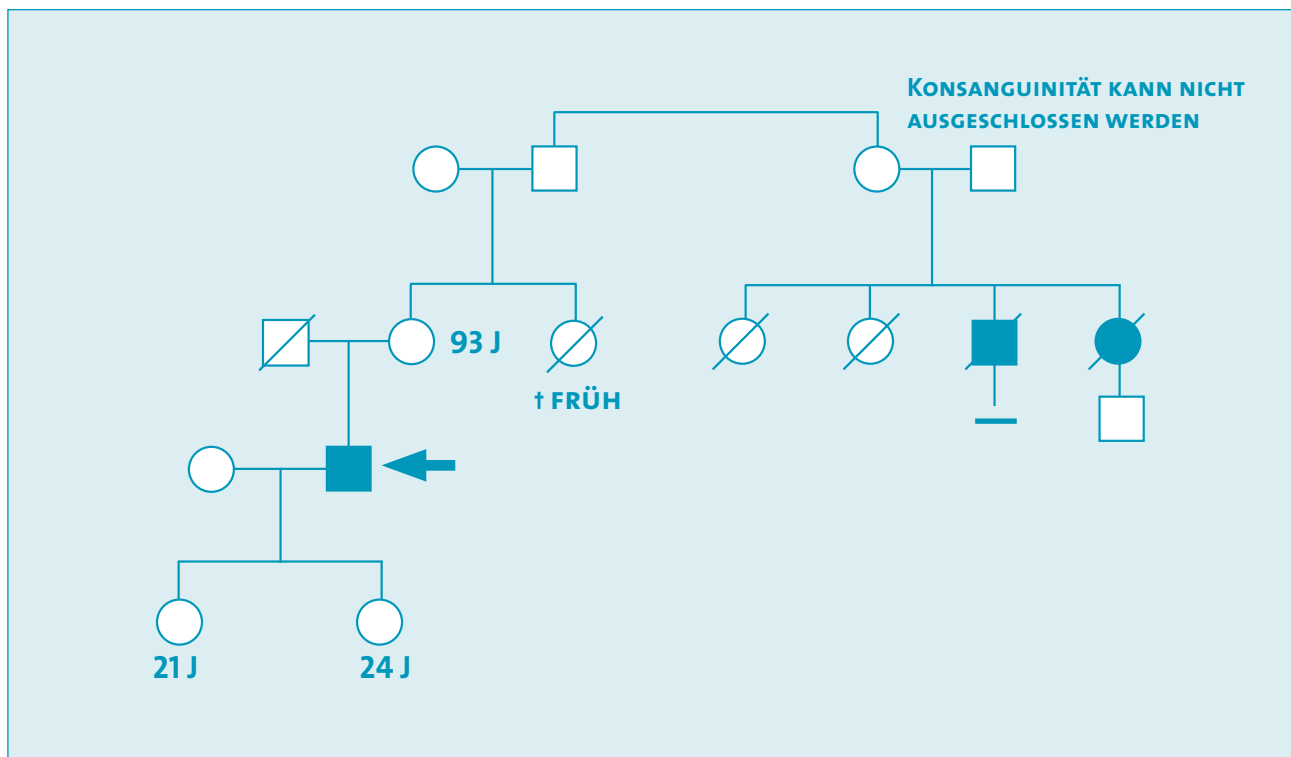 KONSANGUINITÄT KANN NICHT
AUSGESCHLOSSEN WERDEN
93 J
† FRÜH
21 J
24 J